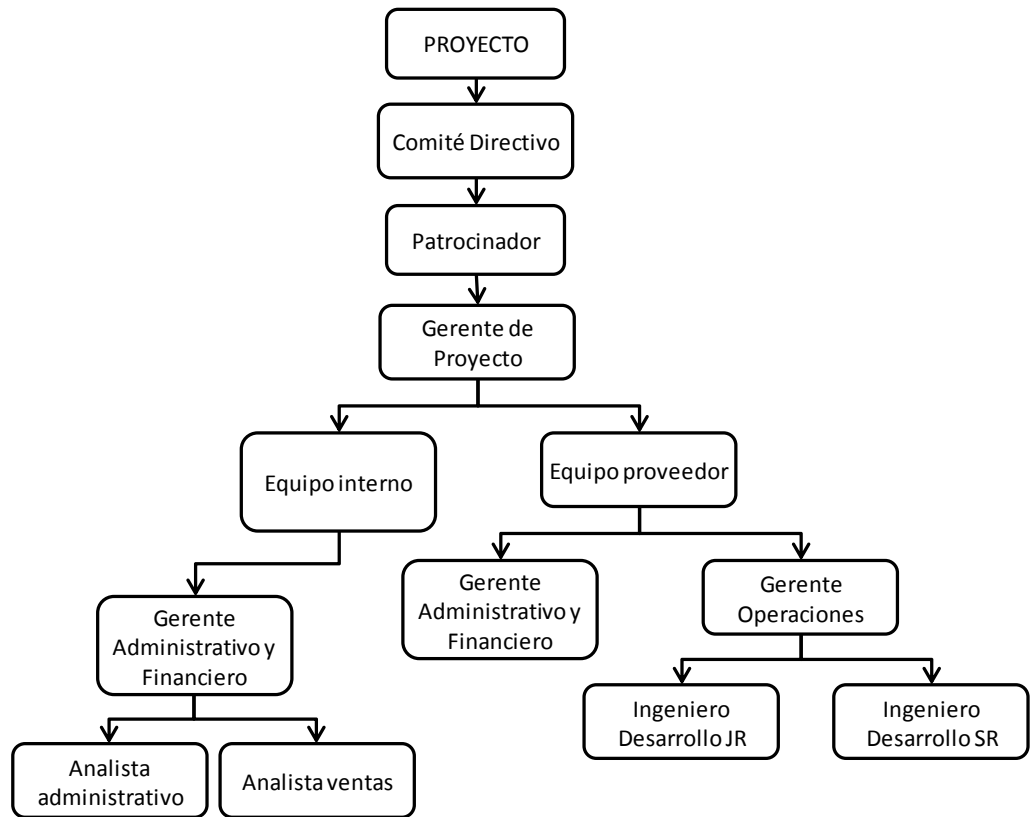 PROYECTO
Comité Directivo
Patrocinador
Gerente de
Proyecto
Equipo interno
Equipo proveedor
Gerente
Administrativo y
Financiero
Gerente
Administrativo y
Financiero
Gerente
Operaciones
Analista
administrativo
Analista ventas
Ingeniero
Desarrollo JR
Ingeniero
Desarrollo SR